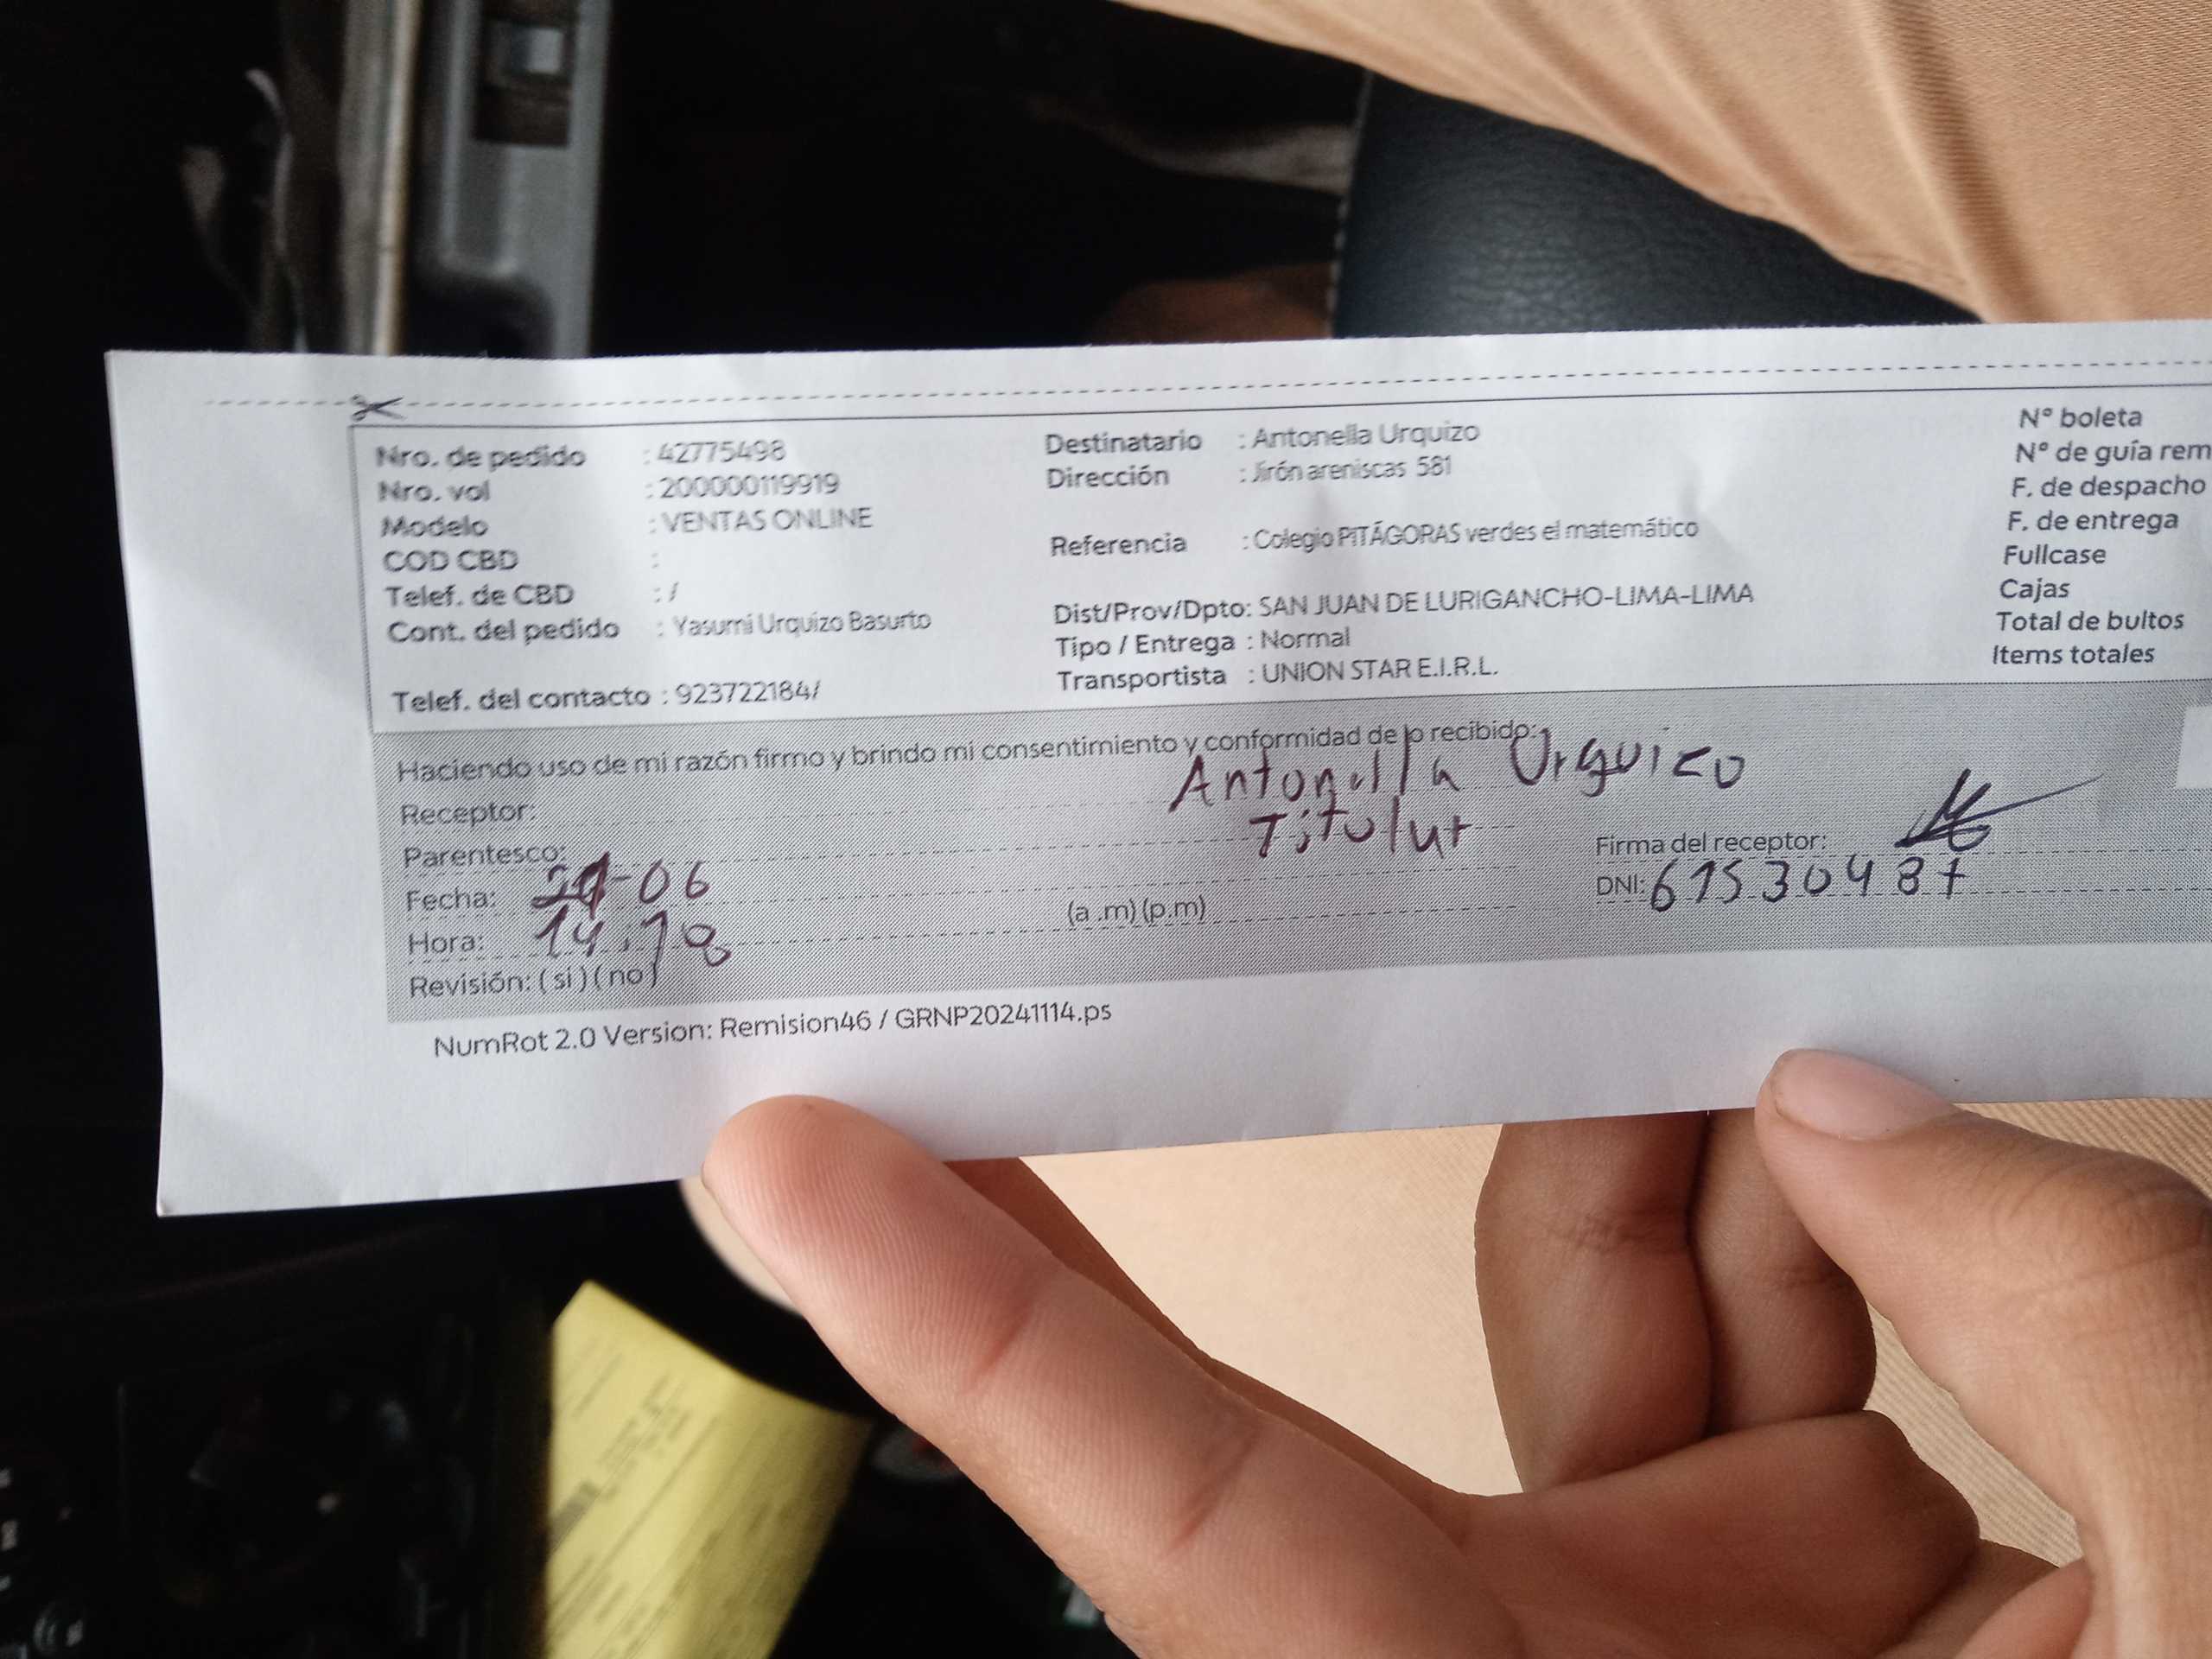 Nro. de pedido : 42775498
Nro. vol : 200000119919
Modelo : VENTAS ONLINE
COD CBD :
Telef. de CBD : /
Cont. del pedido : Yasumi Urquizo Basurto
Telef. del contacto : 923722184/
Destinatario : Antonella Urquizo
Dirección : Jirón areniscas 581
Referencia : Colegio PITÁGORAS verdes el matemático
Dist/Prov/Dpto: SAN JUAN DE LURIGANCHO-LIMA-LIMA
Tipo / Entrega : Normal
Transportista : UNION STAR E.I.R.L.
N° boleta
N° de guía rem
F. de despacho
F. de entrega
Fullcase
Cajas
Total de bultos
Items totales
Haciendo uso de mi razón firmo y brindo mi consentimiento y conformidad de lo recibido:
Receptor: Antonella Urquizo
Parentesco: Titular
Fecha: 21-06
Hora: 14:18 (a .m) (p.m)
Revisión: ( si ) ( no )
Firma del receptor:
DNI: 61530487
NumRot 2.0 Version: Remision46 / GRNP20241114.ps